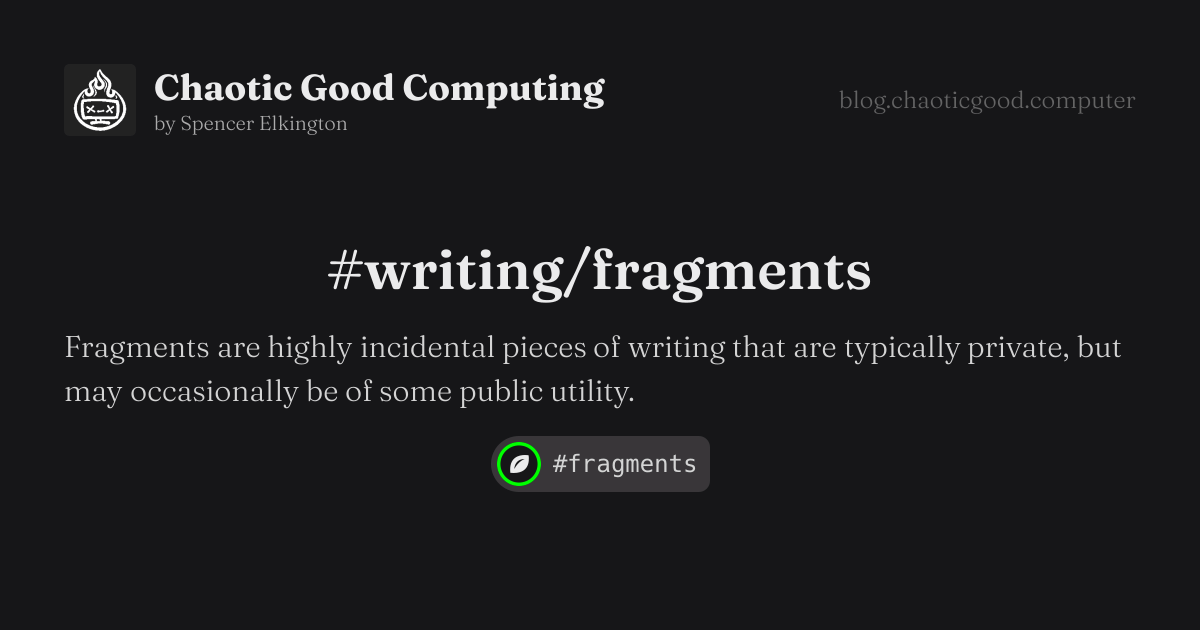 Chaotic Good Computing
by Spencer Elkington
blog.chaoticgood.computer
#writing/fragments
Fragments are highly incidental pieces of writing that are typically private, but
may occasionally be of some public utility.
#fragments